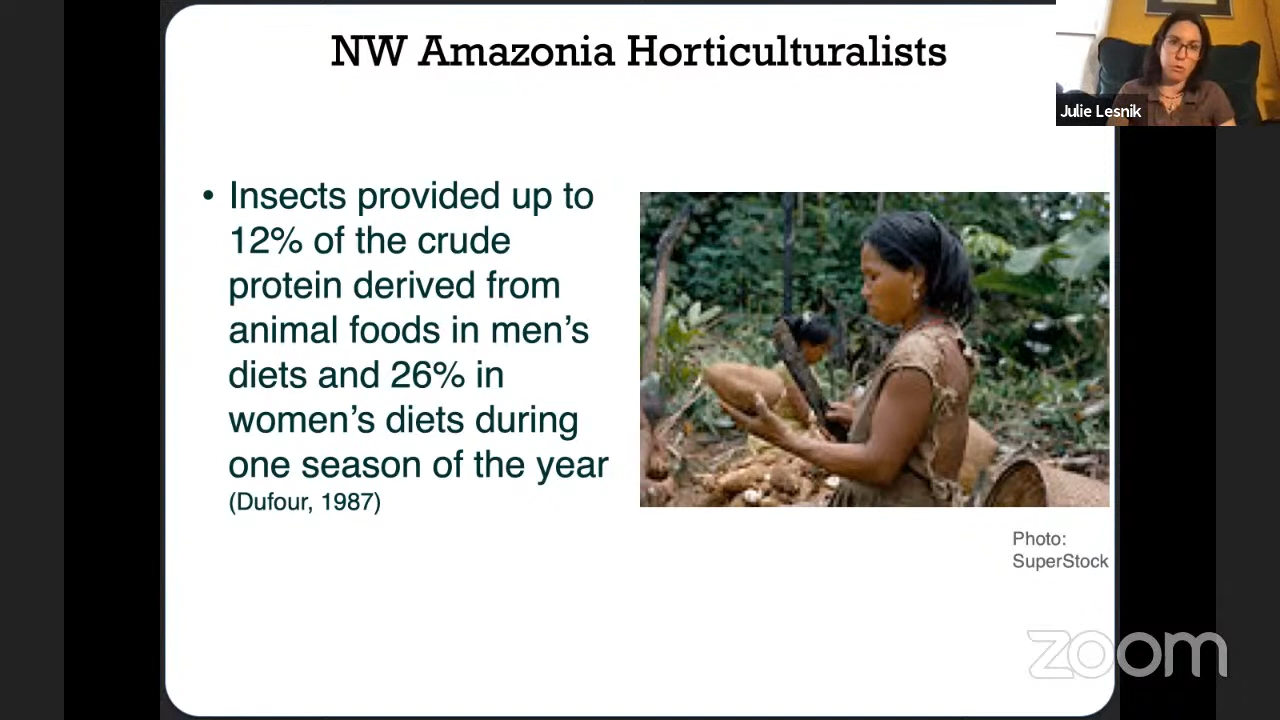 NW Amazonia Horticulturalists
Julie Lesnik
• Insects provided up to
12% of the crude
protein derived from
animal foods in men’s
diets and 26% in
women’s diets during
one season of the year
(Dufour, 1987)
Photo:
SuperStock
zoom